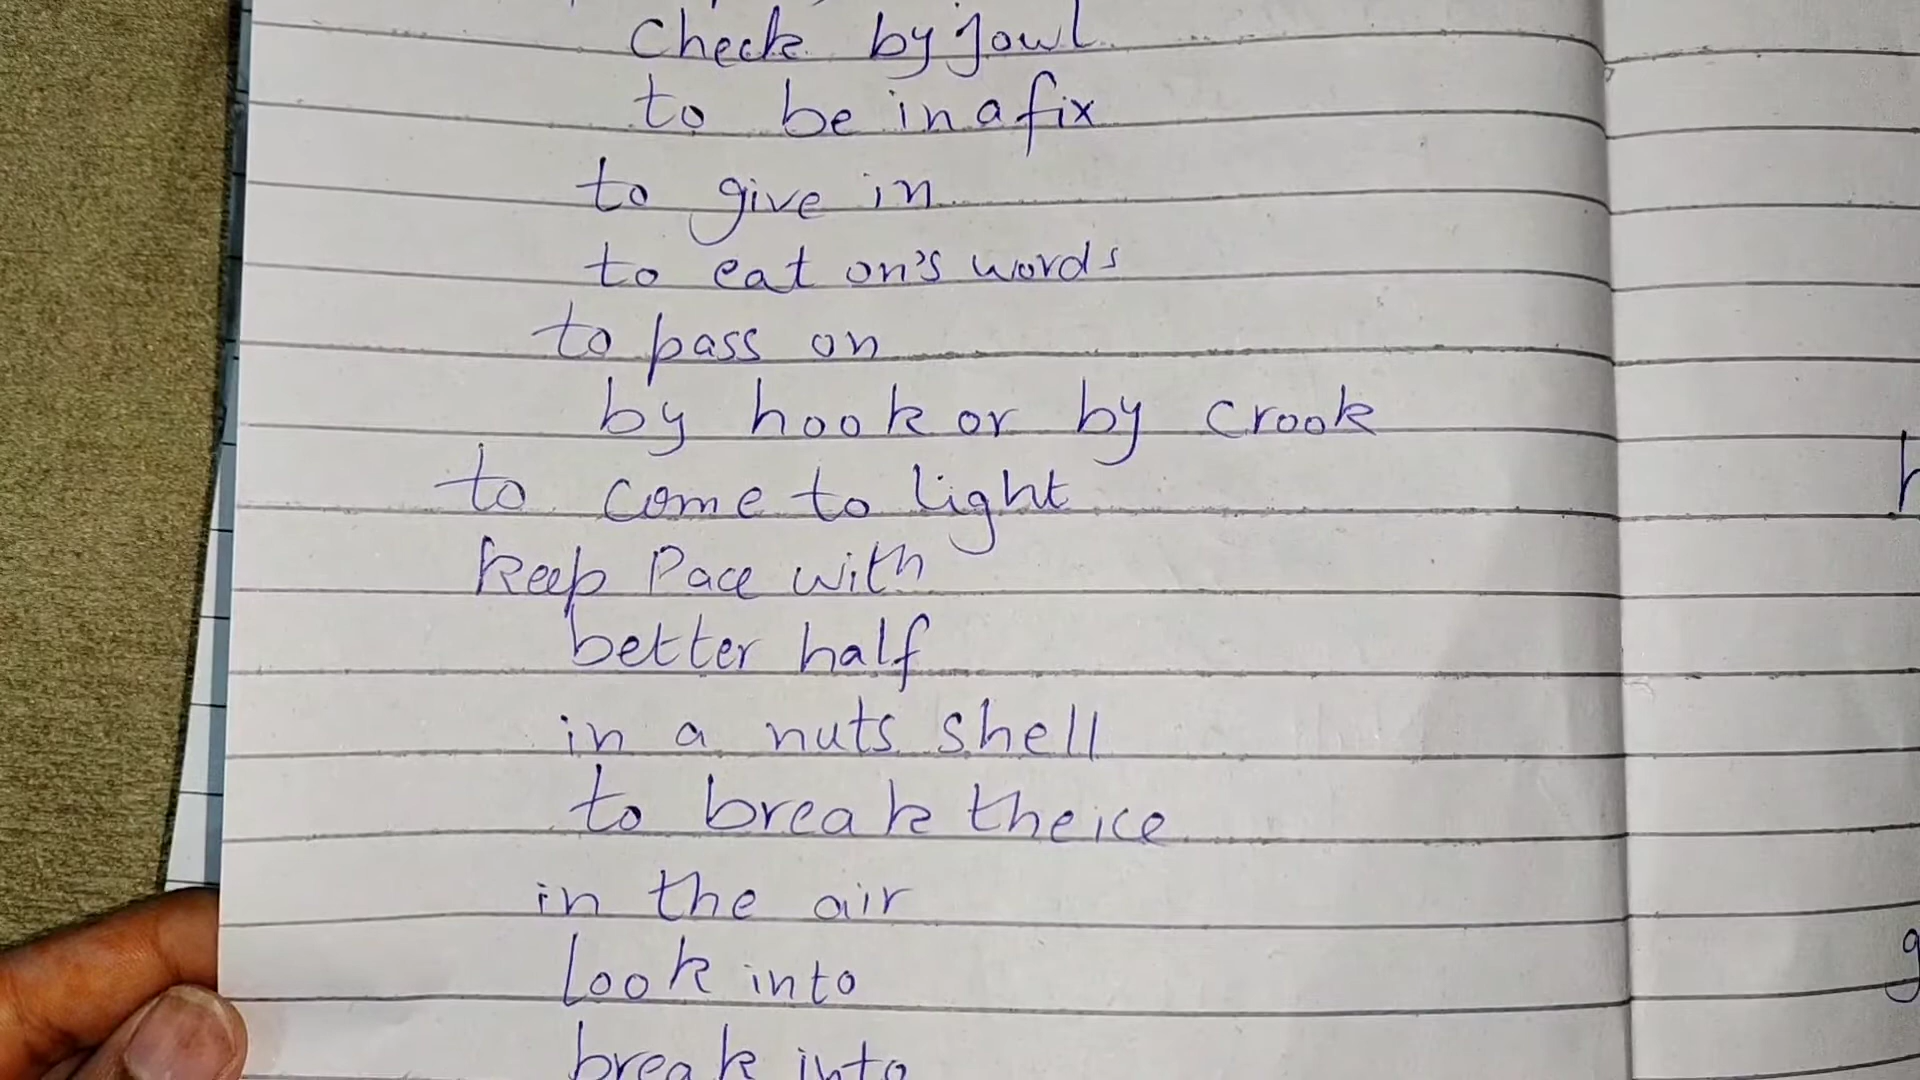 Check by Jowl
to be in a fix
to give in
to eat on's words
to pass on
by hook or by crook
to come to light
keep Pace with
better half
in a nuts shell
to break the ice
in the air
Look into
break into